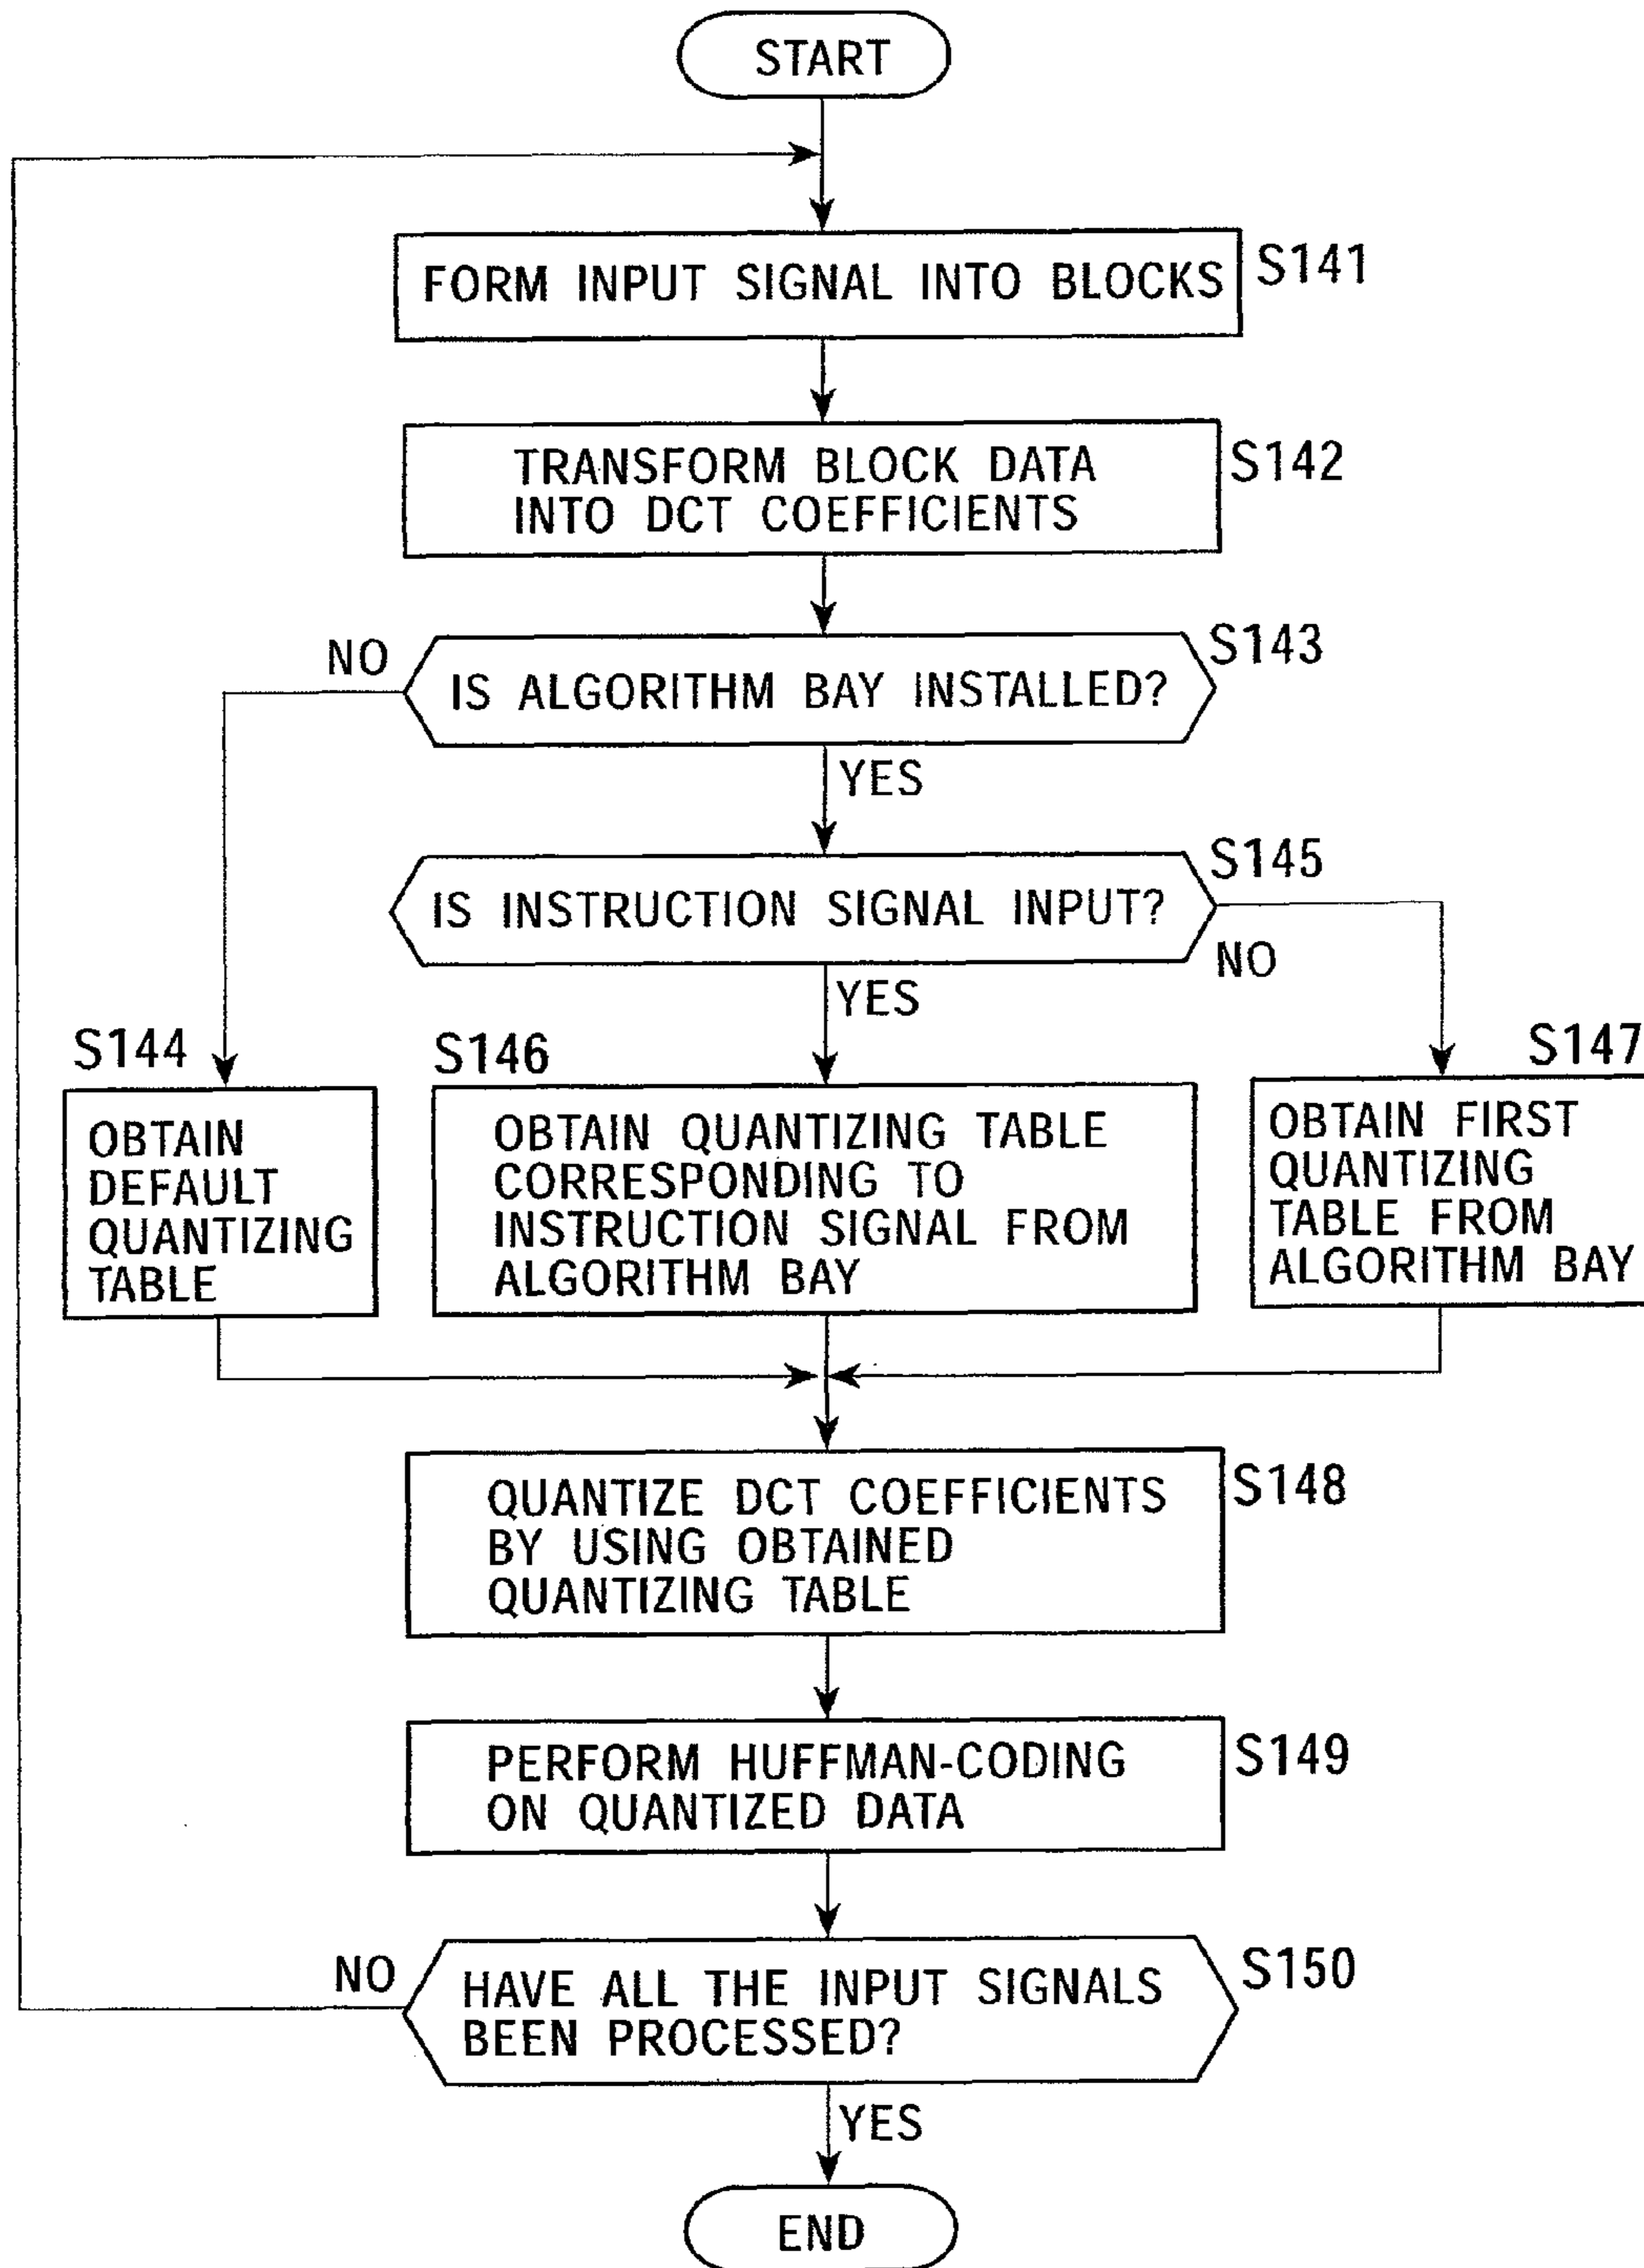 START
FORM INPUT SIGNAL INTO BLOCKS
S141
TRANSFORM BLOCK DATA
INTO DCT COEFFICIENTS
S142
NO
IS ALGORITHM BAY INSTALLED?
S143
YES
IS INSTRUCTION SIGNAL INPUT?
S145
NO
YES
S144
OBTAIN
DEFAULT
QUANTIZING
TABLE
S146
OBTAIN QUANTIZING TABLE
CORRESPONDING TO
INSTRUCTION SIGNAL FROM
ALGORITHM BAY
S147
OBTAIN FIRST
QUANTIZING
TABLE FROM
ALGORITHM BAY
QUANTIZE DCT COEFFICIENTS
BY USING OBTAINED
QUANTIZING TABLE
S148
PERFORM HUFFMAN-CODING
ON QUANTIZED DATA
S149
NO
HAVE ALL THE INPUT SIGNALS
BEEN PROCESSED?
S150
YES
END